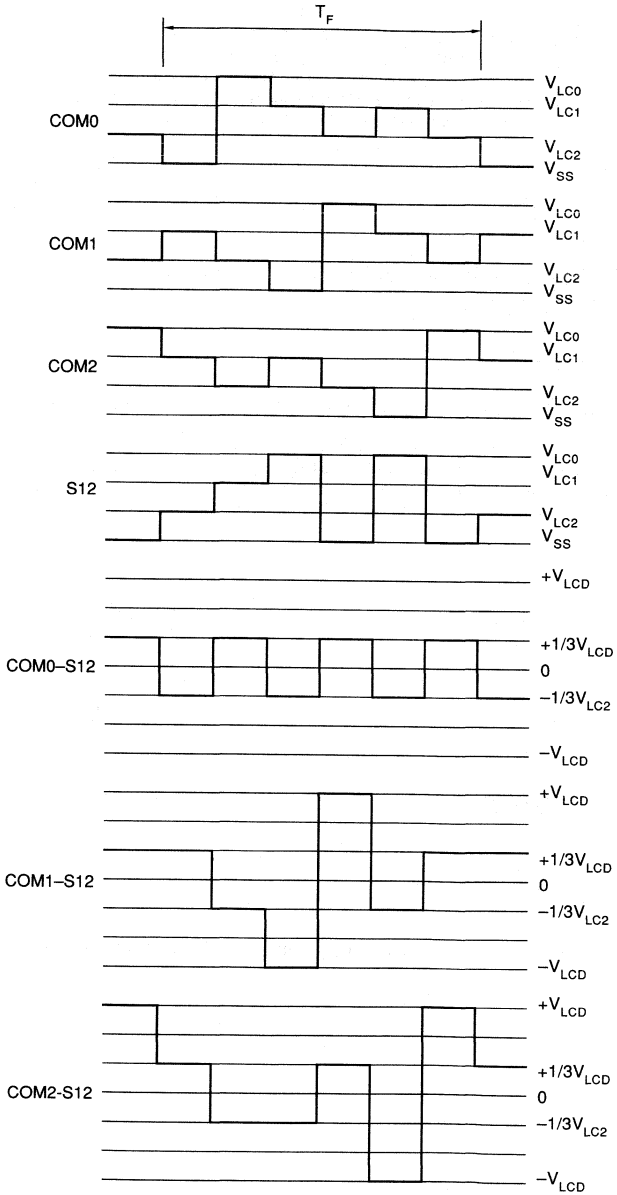 T_F
V_LC0
V_LC1
COM0
V_LC2
V_SS
V_LC0
V_LC1
COM1
V_LC2
V_SS
V_LC0
V_LC1
COM2
V_LC2
V_SS
V_LC0
V_LC1
S12
V_LC2
V_SS
+V_LCD
+1/3V_LCD
COM0–S12
0
–1/3V_LC2
–V_LCD
+V_LCD
+1/3V_LCD
COM1–S12
0
–1/3V_LC2
–V_LCD
+V_LCD
+1/3V_LCD
COM2-S12
0
–1/3V_LC2
–V_LCD